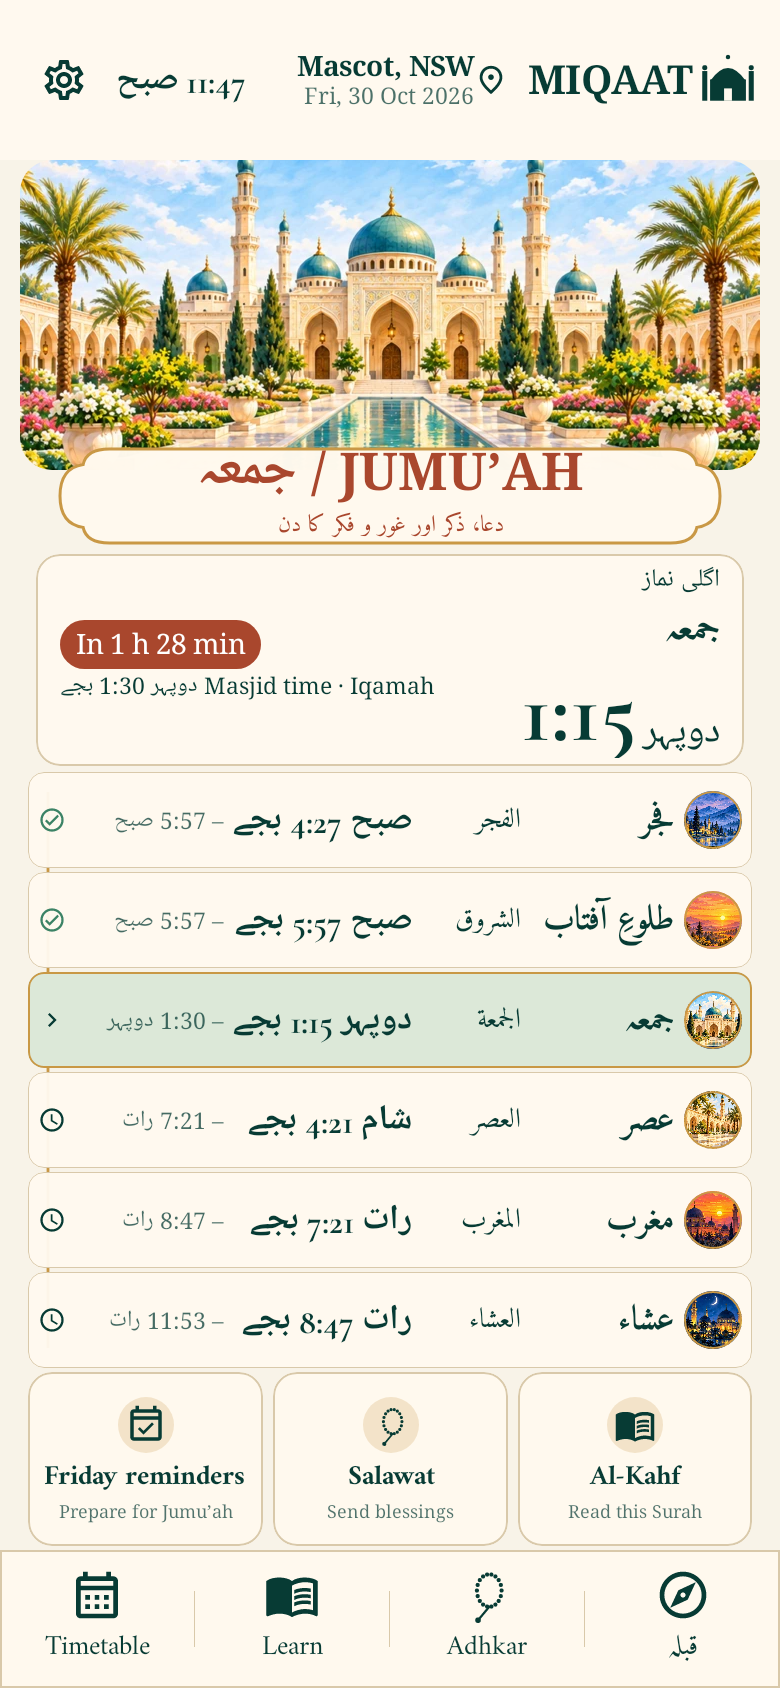 MIQAAT
Mascot, NSW
Fri, 30 Oct 2026
11:47 صبح
جمعہ / JUMU’AH
دعا، ذکر اور غور و فکر کا دن
اگلی نماز
جمعہ
1:15 دوپہر
In 1 h 28 min
Masjid time · Iqamah 1:30 دوپہر بجے
فجر الفجر صبح 4:27 بجے – 5:57 صبح
طلوعِ آفتاب الشروق صبح 5:57 بجے – 5:57 صبح
جمعہ الجمعة دوپہر 1:15 بجے – 1:30 دوپہر
عصر العصر شام 4:21 بجے – 7:21 رات
مغرب المغرب رات 7:21 بجے – 8:47 رات
عشاء العشاء رات 8:47 بجے – 11:53 رات
Al-Kahf
Read this Surah
Salawat
Send blessings
Friday reminders
Prepare for Jumu’ah
قبلہ
Adhkar
Learn
Timetable